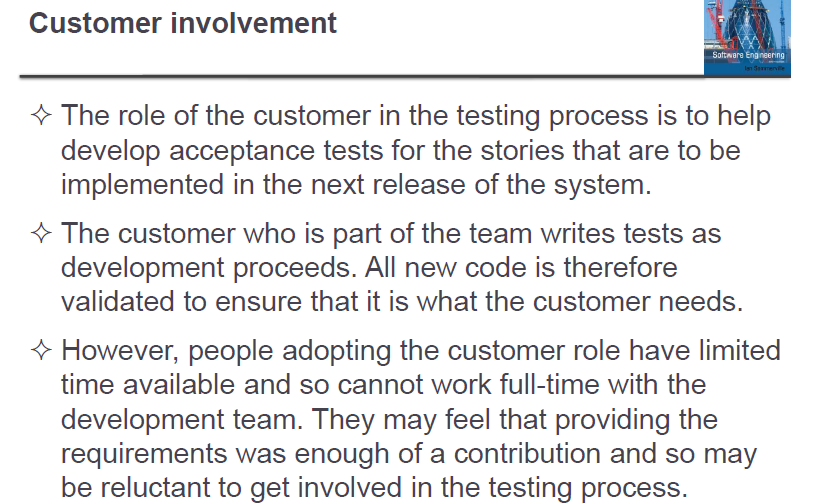 Customer involvement
Software Engineering
Ian Sommerville
✧ The role of the customer in the testing process is to help
develop acceptance tests for the stories that are to be
implemented in the next release of the system.
✧ The customer who is part of the team writes tests as
development proceeds. All new code is therefore
validated to ensure that it is what the customer needs.
✧ However, people adopting the customer role have limited
time available and so cannot work full-time with the
development team. They may feel that providing the
requirements was enough of a contribution and so may
be reluctant to get involved in the testing process.